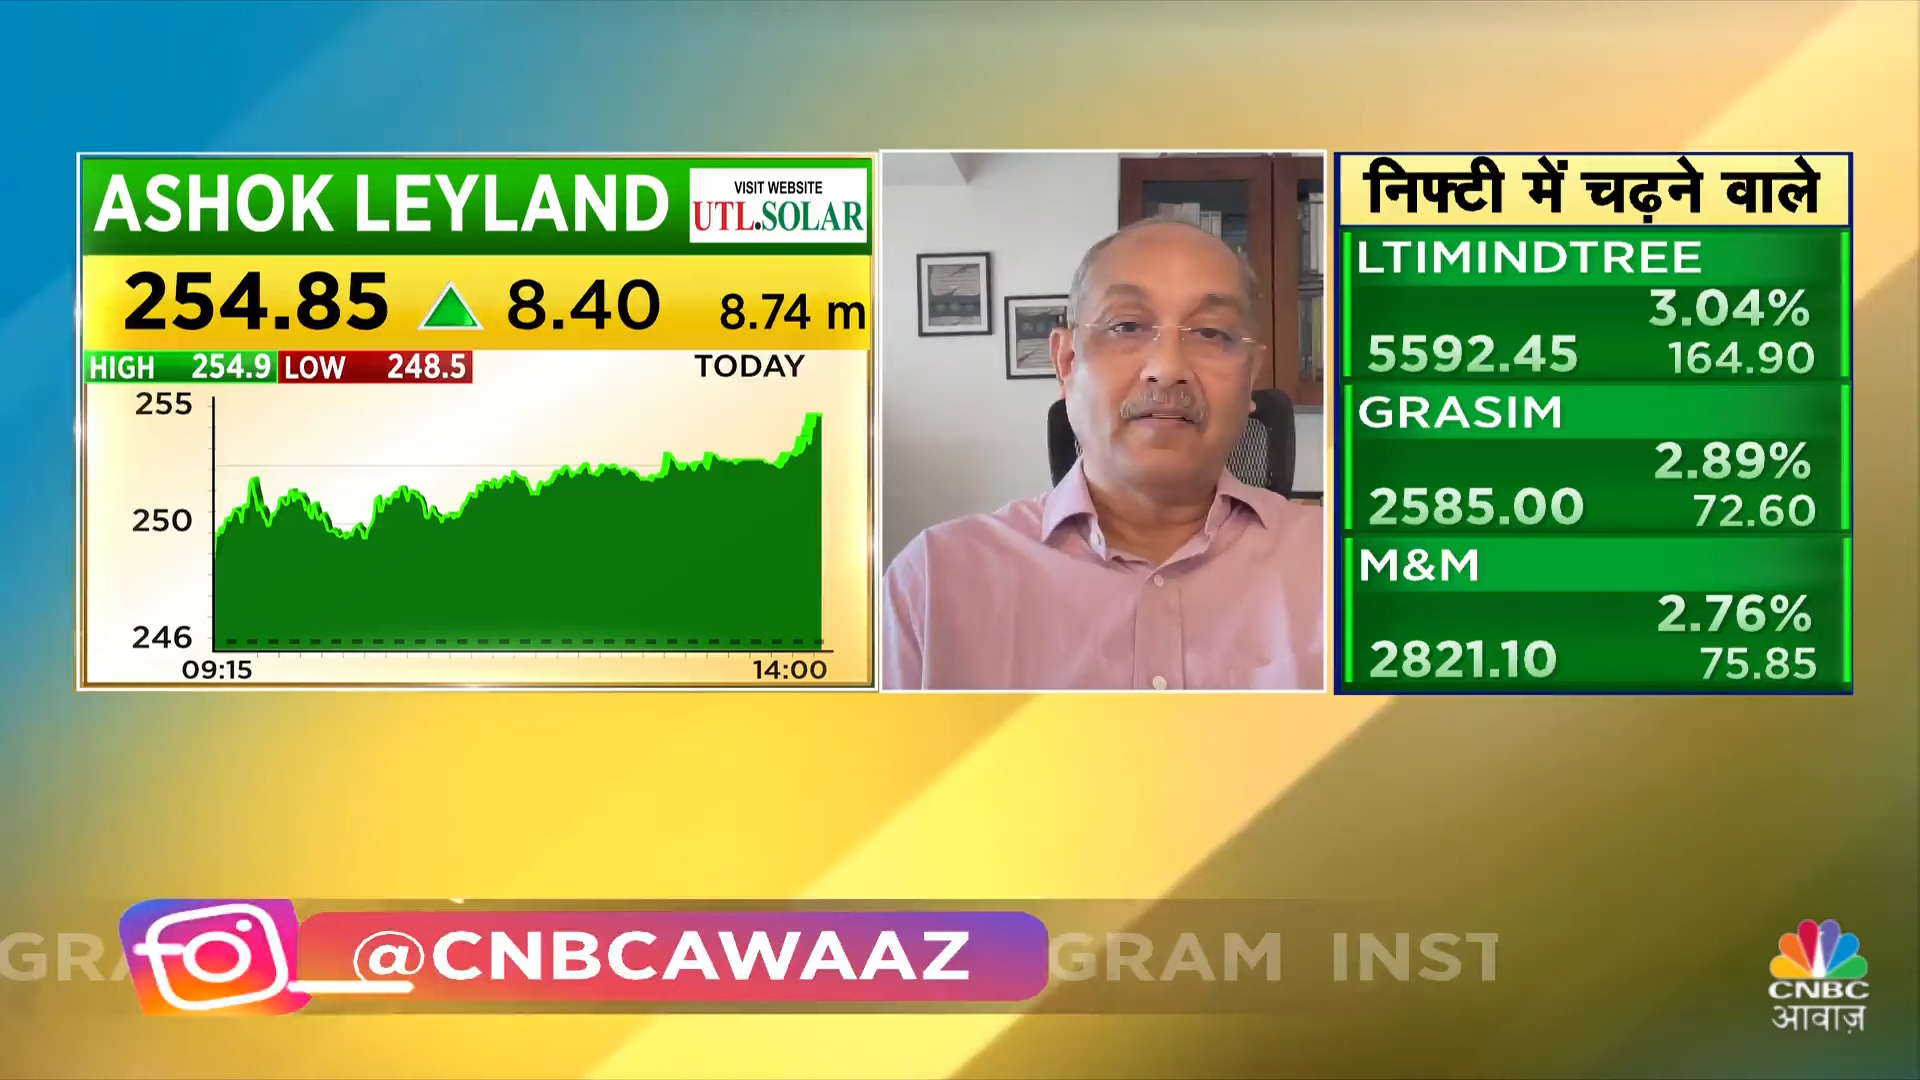 ASHOK LEYLAND
VISIT WEBSITE
UTL.SOLAR
254.85 8.40 8.74 m
HIGH 254.9 LOW 248.5 TODAY
255
250
246
09:15 14:00
निफ्टी में चढ़ने वाले
LTIMINDTREE
3.04%
5592.45 164.90
GRASIM
2.89%
2585.00 72.60
M&M
2.76%
2821.10 75.85
GRA @CNBCAWAAZ GRAM INST
CNBC
आवाज़